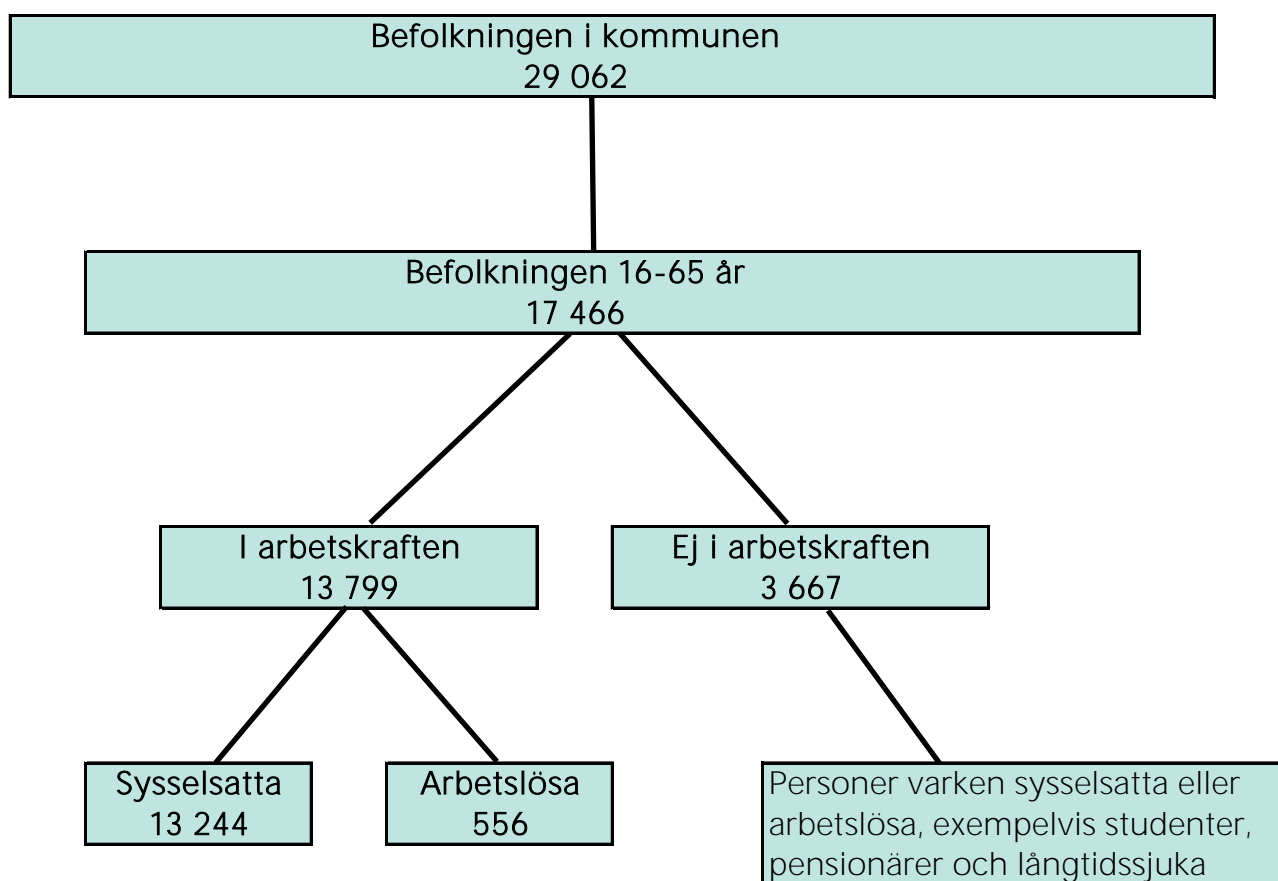 Befolkningen i kommunen
29 062
Befolkningen 16-65 år
17 466
I arbetskraften
13 799
Ej i arbetskraften
3 667
Sysselsatta
13 244
Arbetslösa
556
Personer varken sysselsatta eller
arbetslösa, exempelvis studenter,
pensionärer och långtidssjuka